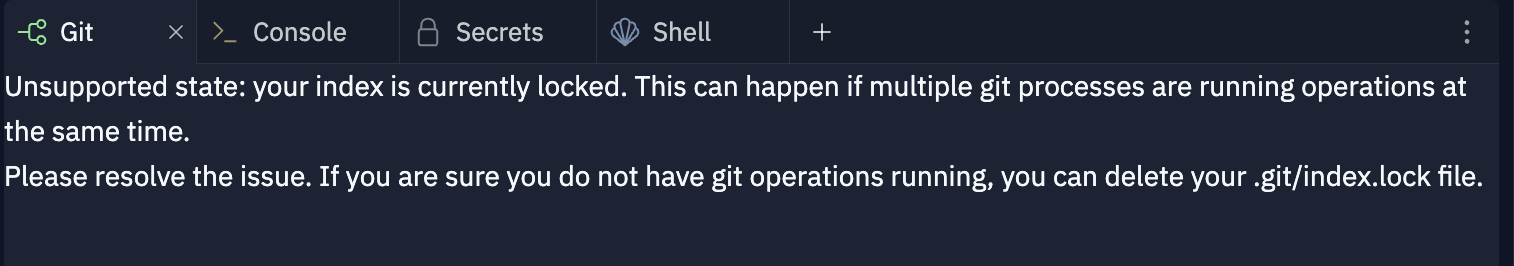 Git Console Secrets Shell
Unsupported state: your index is currently locked. This can happen if multiple git processes are running operations at
the same time.
Please resolve the issue. If you are sure you do not have git operations running, you can delete your .git/index.lock file.